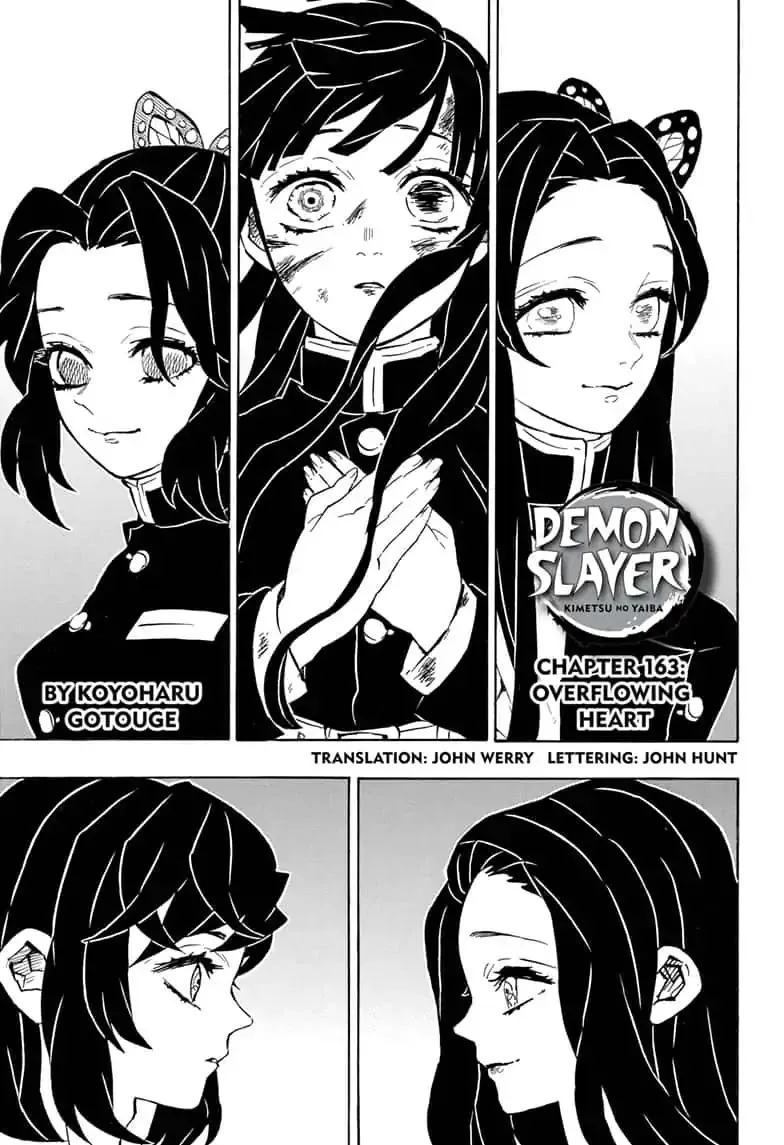 DEMON
SLAYER
KIMETSU NO YAIBA
CHAPTER 163:
OVERFLOWING
HEART
BY KOYOHARU
GOTOUGE
TRANSLATION: JOHN WERRY LETTERING: JOHN HUNT